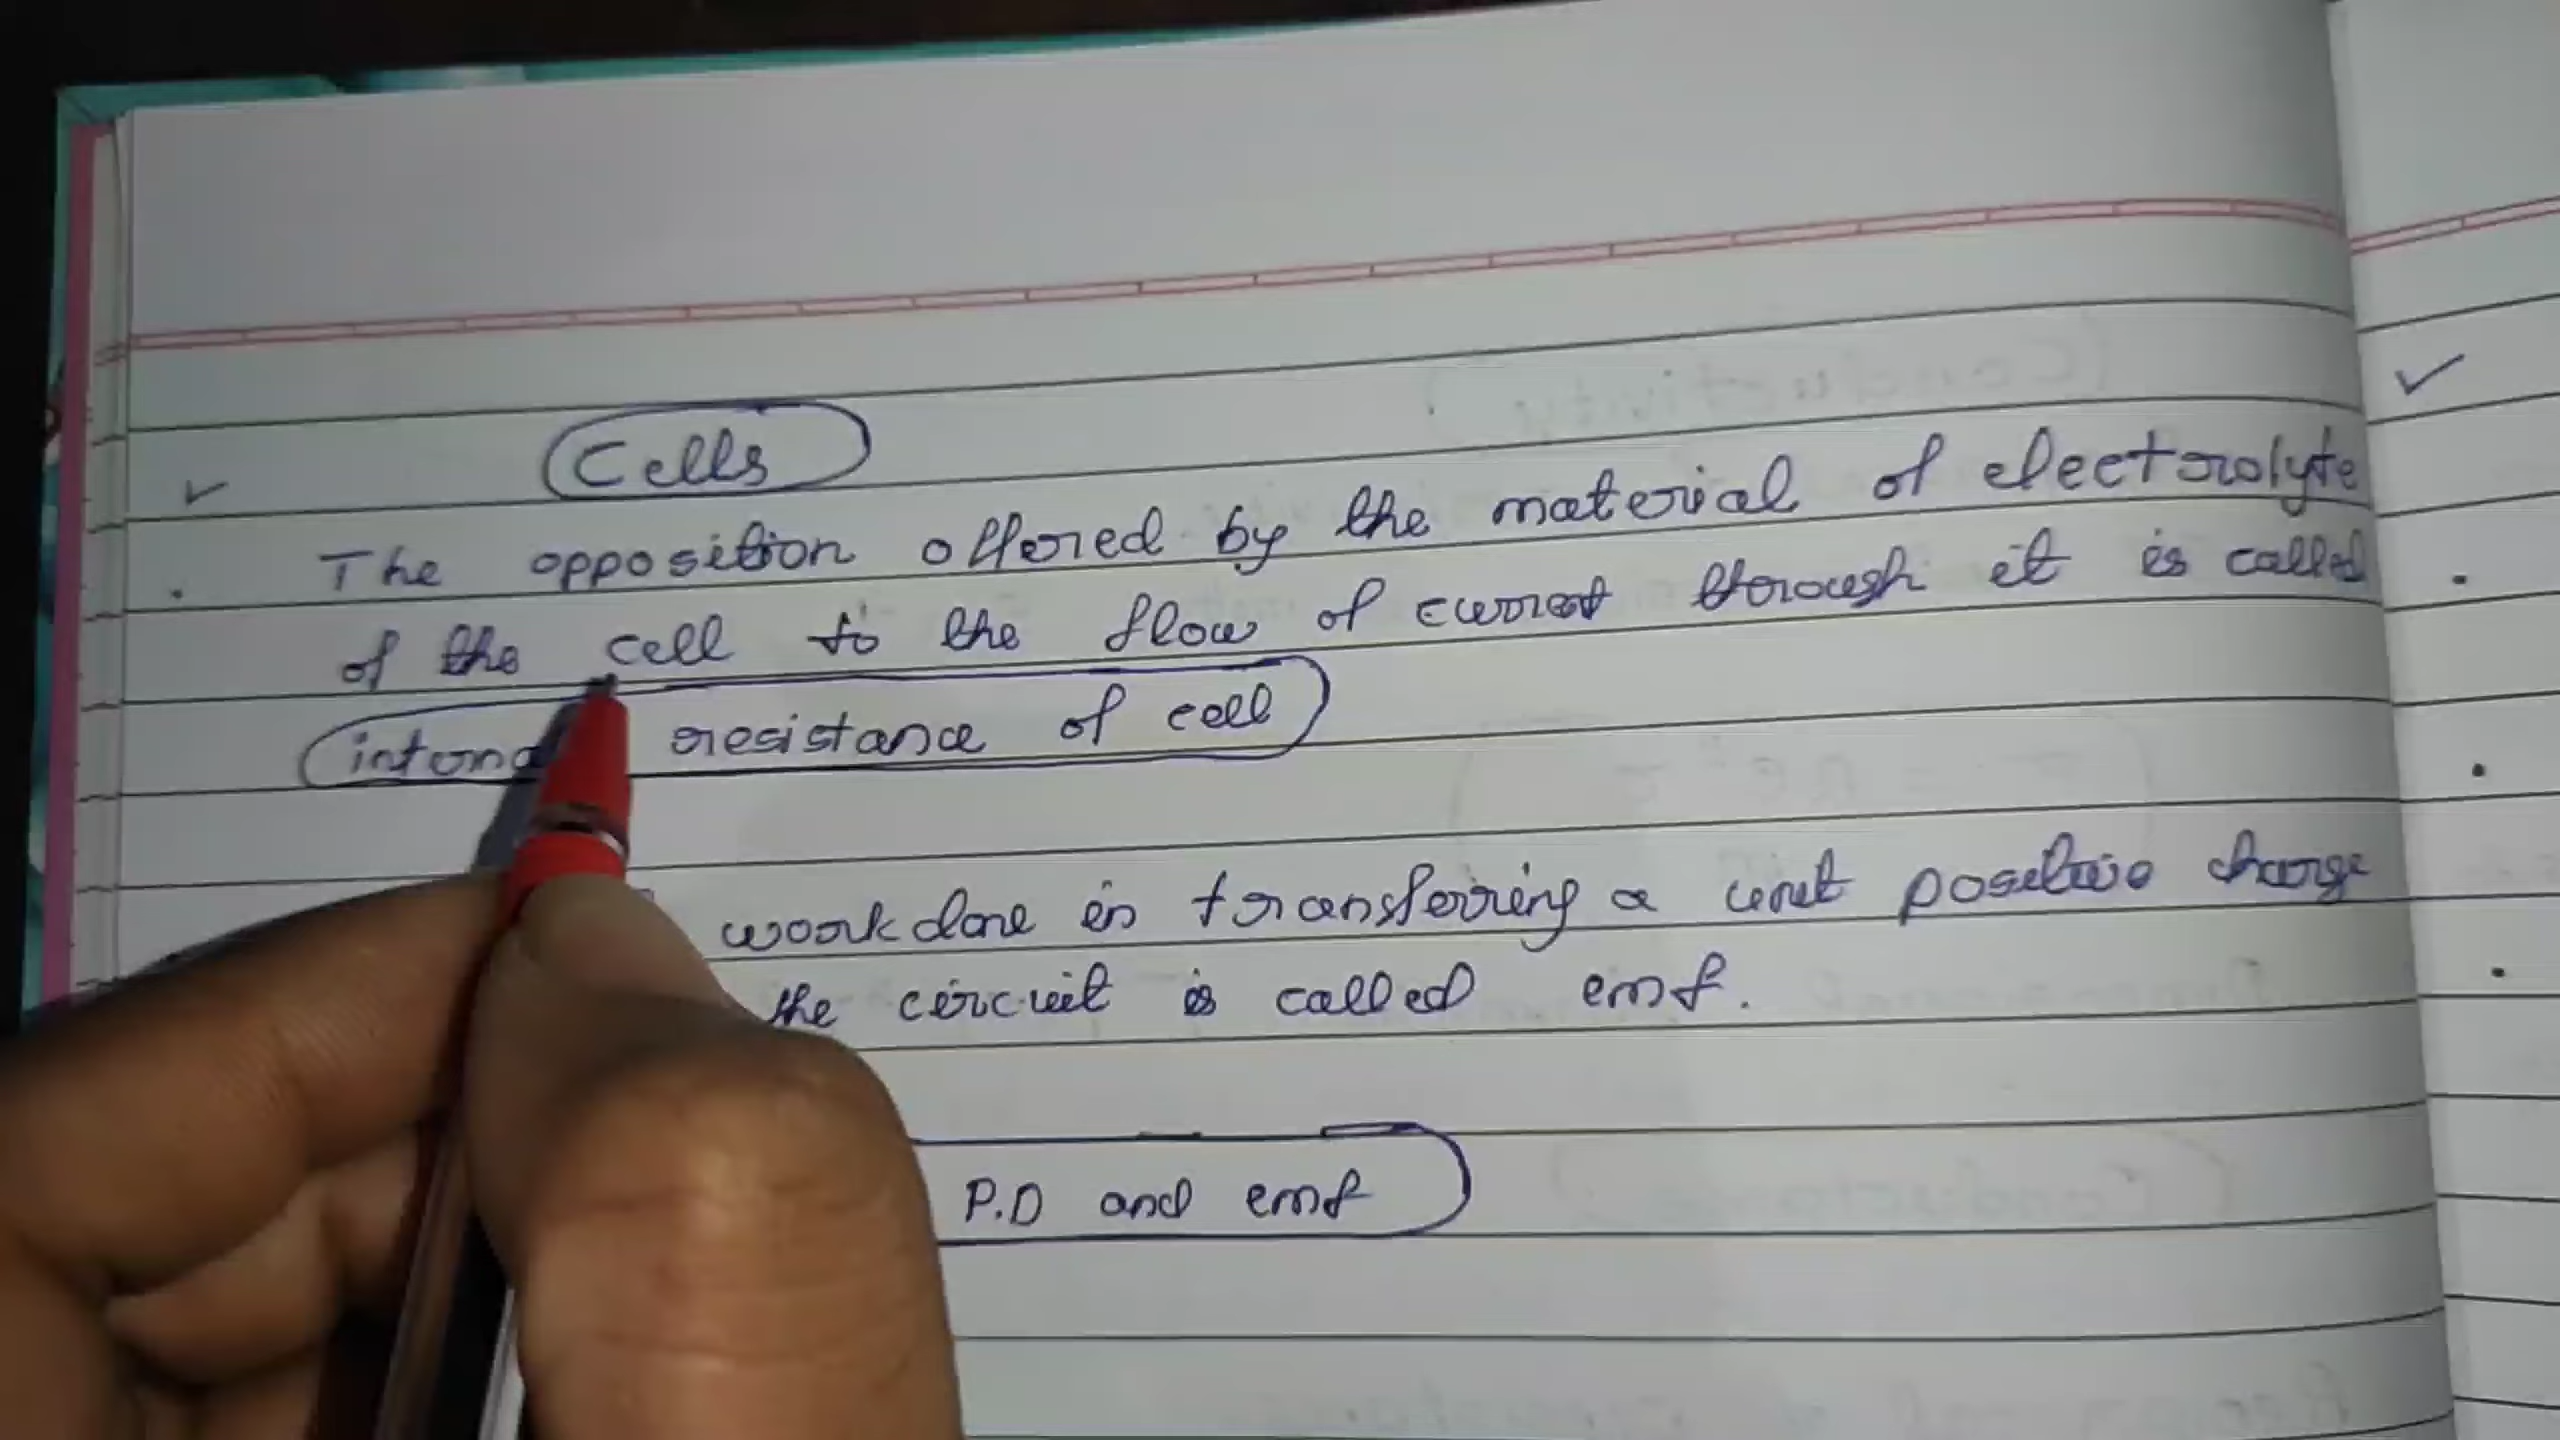 Cells
The opposition offered by the material of electrolyte
of the cell to the flow of current through it is called
resistance of cell
work done in transferring a unit positive charge
the circuit is called emf.
P.D and emf